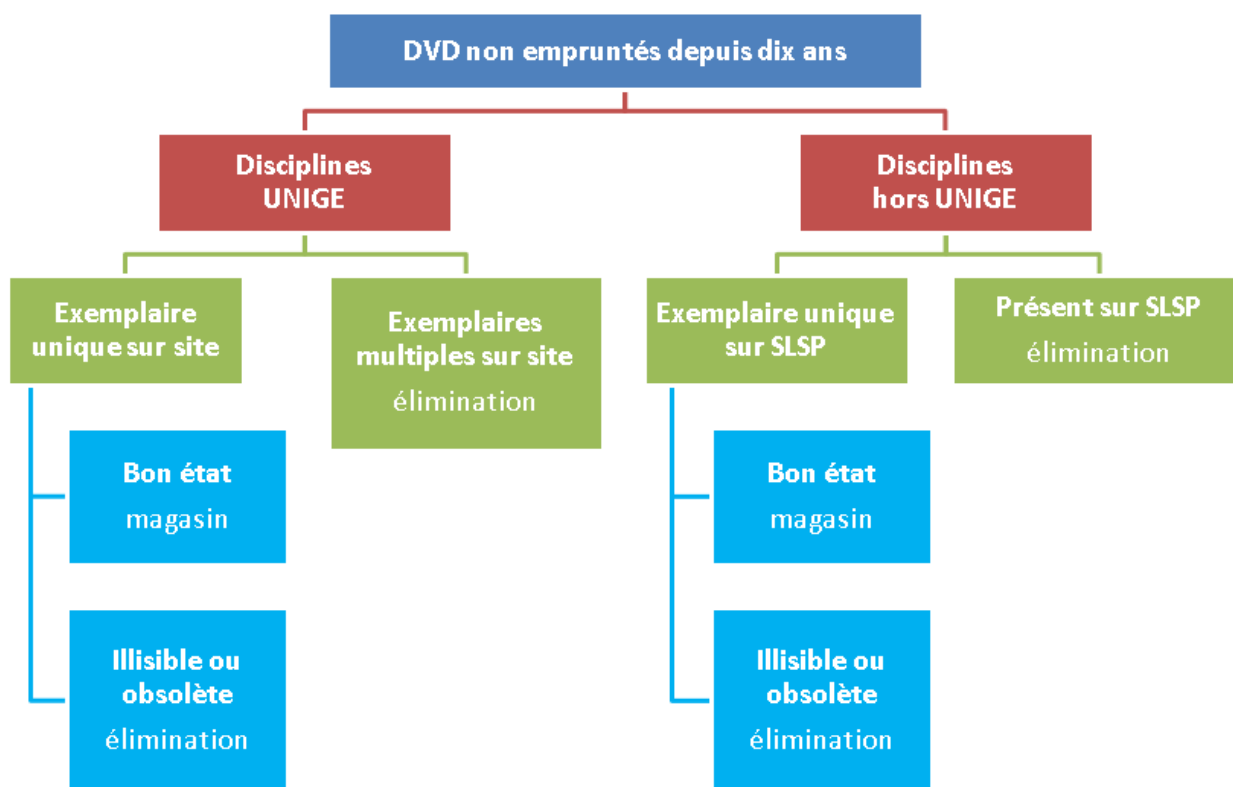 DVD non empruntés depuis dix ans
Disciplines
UNIGE
Disciplines
hors UNIGE
Exemplaire
unique sur site
Exemplaires
multiples sur site
élimination
Exemplaire unique
sur SLSP
Présent sur SLSP
élimination
Bon état
magasin
Bon état
magasin
Illisible ou
obsolète
élimination
Illisible ou
obsolète
élimination